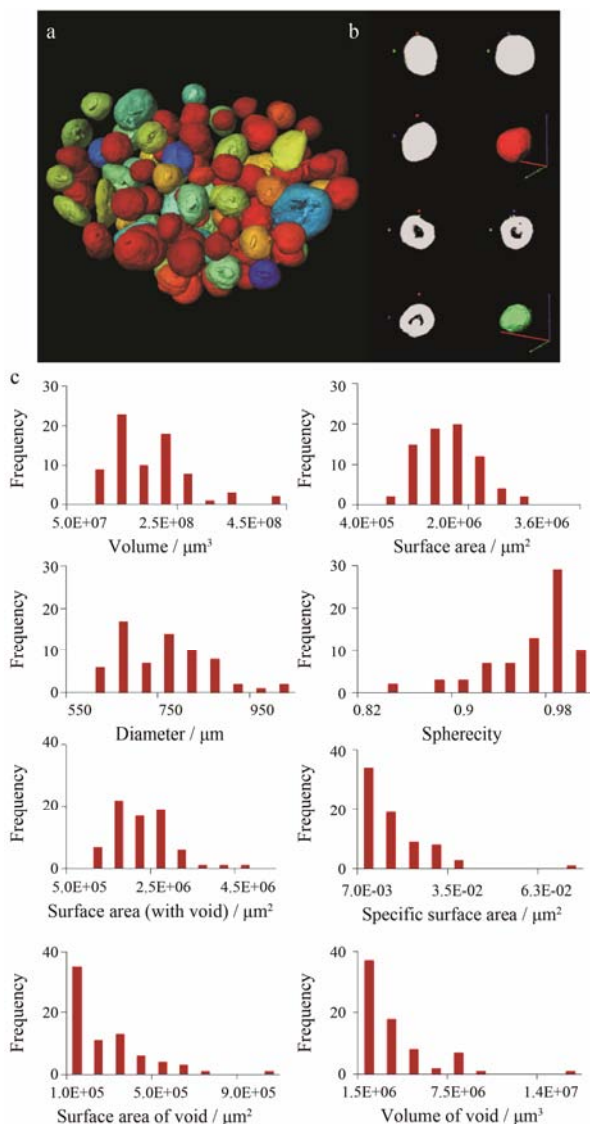 a
b
c
30
20
10
0
Frequency
5.0E+07 2.5E+08 4.5E+08
Volume / μm³
30
20
10
0
Frequency
4.0E+05 2.0E+06 3.6E+06
Surface area / μm²
30
20
10
0
Frequency
550 750 950
Diameter / μm
30
20
10
0
Frequency
0.82 0.9 0.98
Spherecity
40
20
0
Frequency
5.0E+05 2.5E+06 4.5E+06
Surface area (with void) / μm²
40
20
0
Frequency
7.0E-03 3.5E-02 6.3E-02
Specific surface area / μm²
40
20
0
Frequency
1.0E+05 5.0E+05 9.0E+05
Surface area of void / μm²
40
20
0
Frequency
1.5E+06 7.5E+06 1.4E+07
Volume of void / μm³